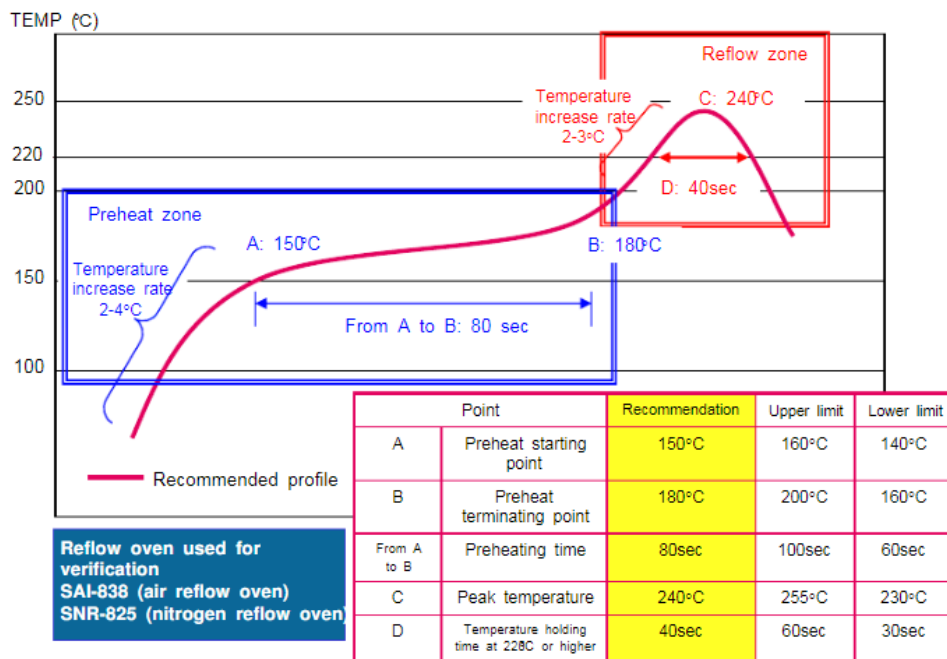 TEMP (°C)
250
220
200
150
100
Reflow zone
Temperature
increase rate
2-3°C
C: 240°C
D: 40sec
Preheat zone
A: 150°C
B: 180°C
Temperature
increase rate
2-4°C
From A to B: 80 sec
Recommended profile
Reflow oven used for
verification
SAI-838 (air reflow oven)
SNR-825 (nitrogen reflow oven)
Point Recommendation Upper limit Lower limit
A Preheat starting point 150°C 160°C 140°C
B Preheat terminating point 180°C 200°C 160°C
From A to B Preheating time 80sec 100sec 60sec
C Peak temperature 240°C 255°C 230°C
D Temperature holding time at or higher 40sec 60sec 30sec